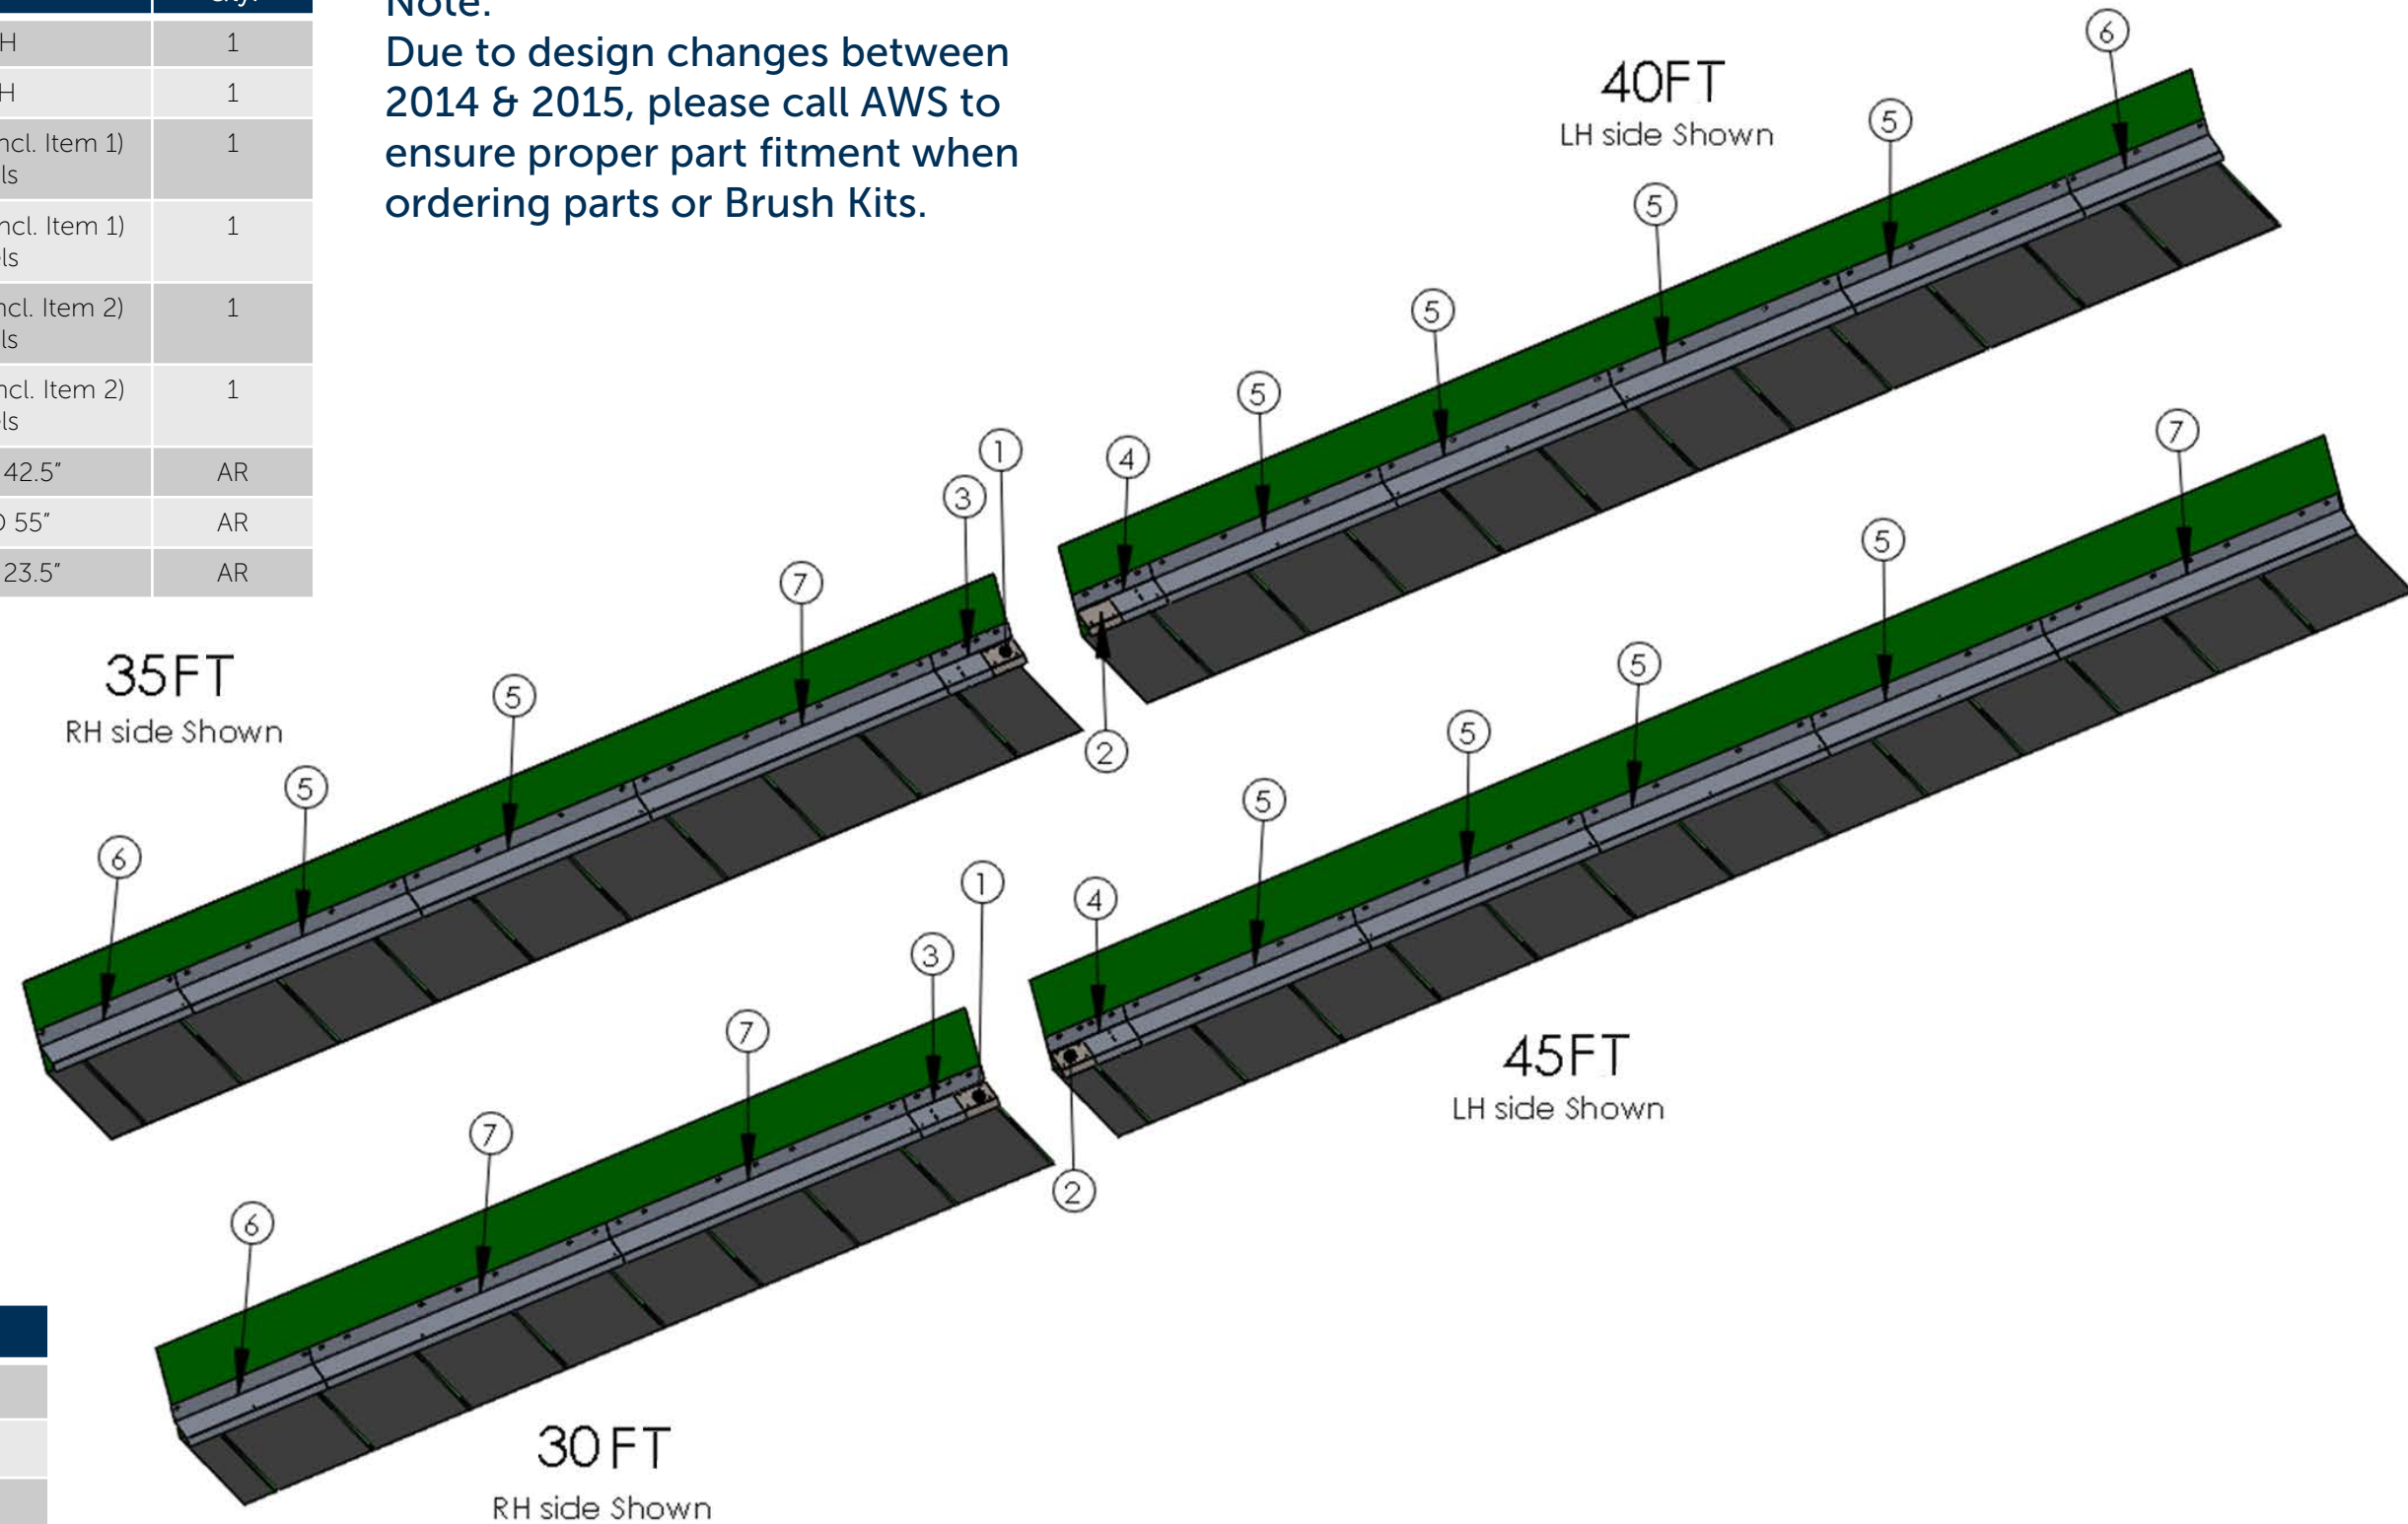 H 1
H 1
ncl. Item 1) 1
ls
ncl. Item 1) 1
els
ncl. Item 2) 1
ls
ncl. Item 2) 1
els
42.5" AR
55" AR
23.5" AR
Note:
Due to design changes between
2014 & 2015, please call AWS to
ensure proper part fitment when
ordering parts or Brush Kits.
40FT
LH side Shown
6
5
5
5
5
4
2
35FT
RH side Shown
6
5
5
7
3
1
45FT
LH side Shown
7
5
5
5
5
4
2
30FT
RH side Shown
6
7
7
3
1